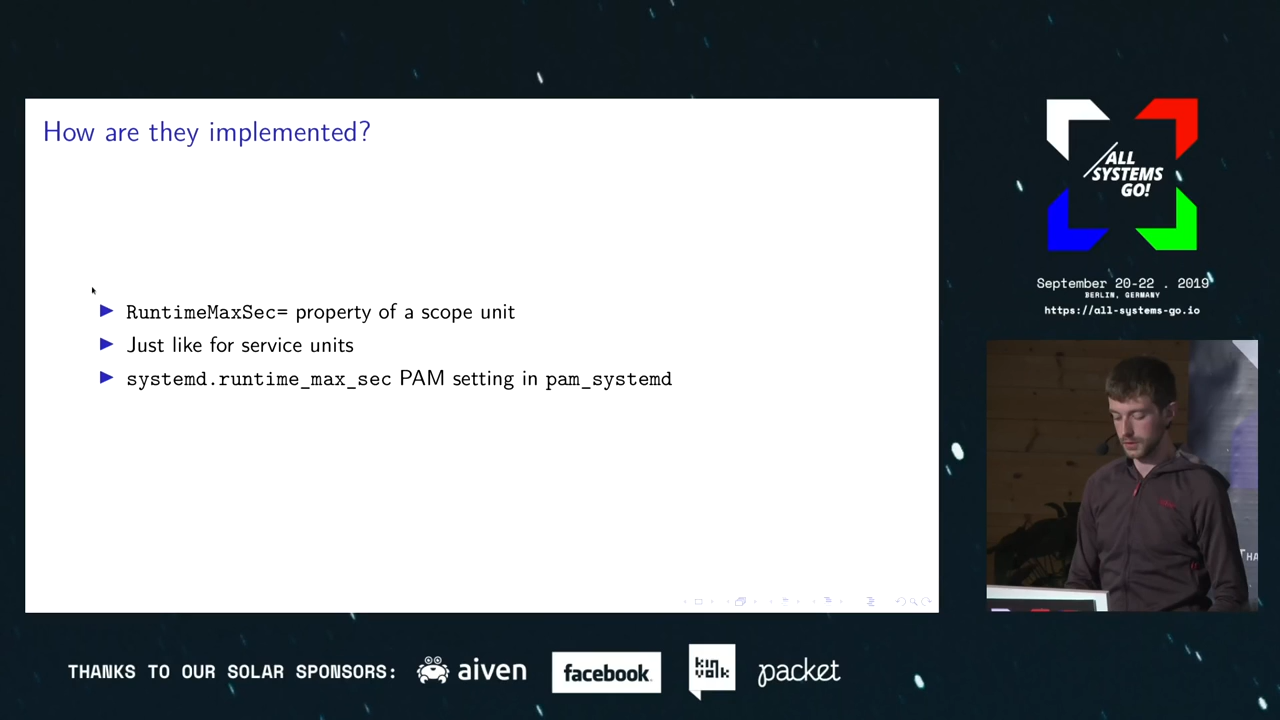 How are they implemented?
RuntimeMaxSec= property of a scope unit
Just like for service units
systemd.runtime_max_sec PAM setting in pam_systemd
/ALL
SYSTEMS
GO!
September 20-22 . 2019
BERLIN, GERMANY
https://all-systems-go.io
THANKS TO OUR SOLAR SPONSORS:
aiven
facebook
kinvolk
packet